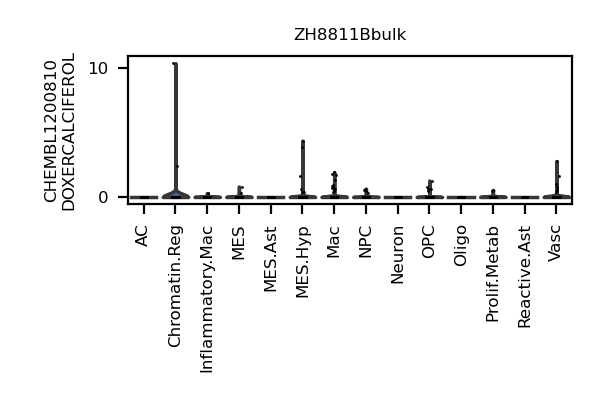 ZH8811Bbulk
CHEMBL1200810
DOXERCALCIFEROL
10
0
AC
Chromatin.Reg
Inflammatory.Mac
MES
MES.Ast
MES.Hyp
Mac
NPC
Neuron
OPC
Oligo
Prolif.Metab
Reactive.Ast
Vasc